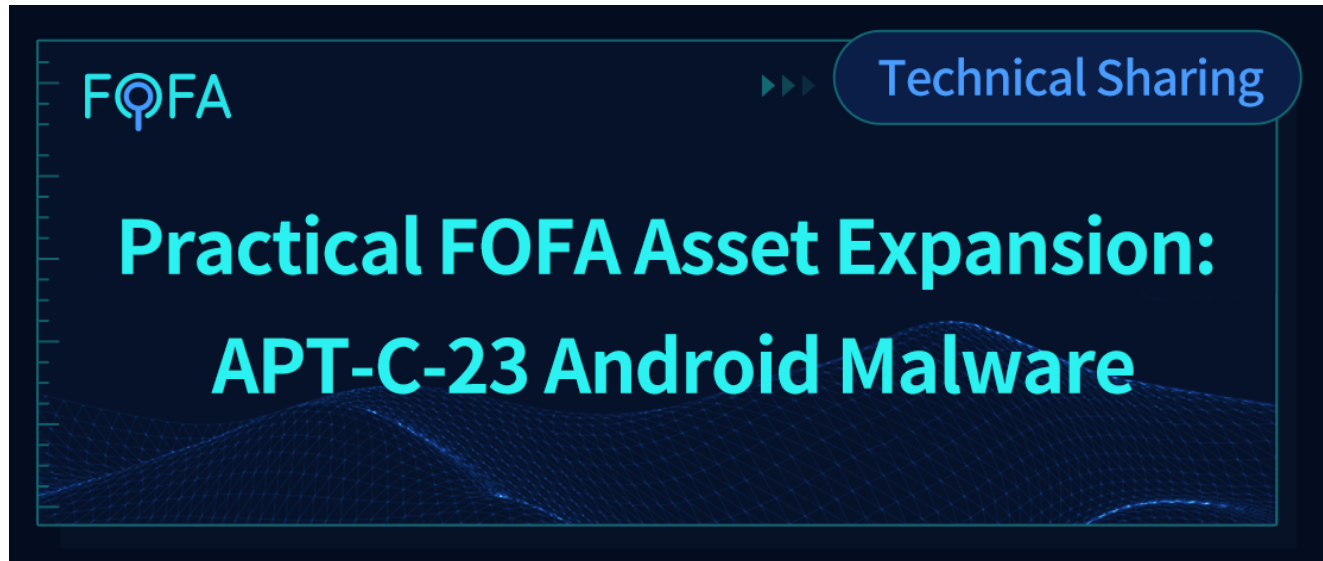 FOFA
Technical Sharing
Practical FOFA Asset Expansion:
APT-C-23 Android Malware